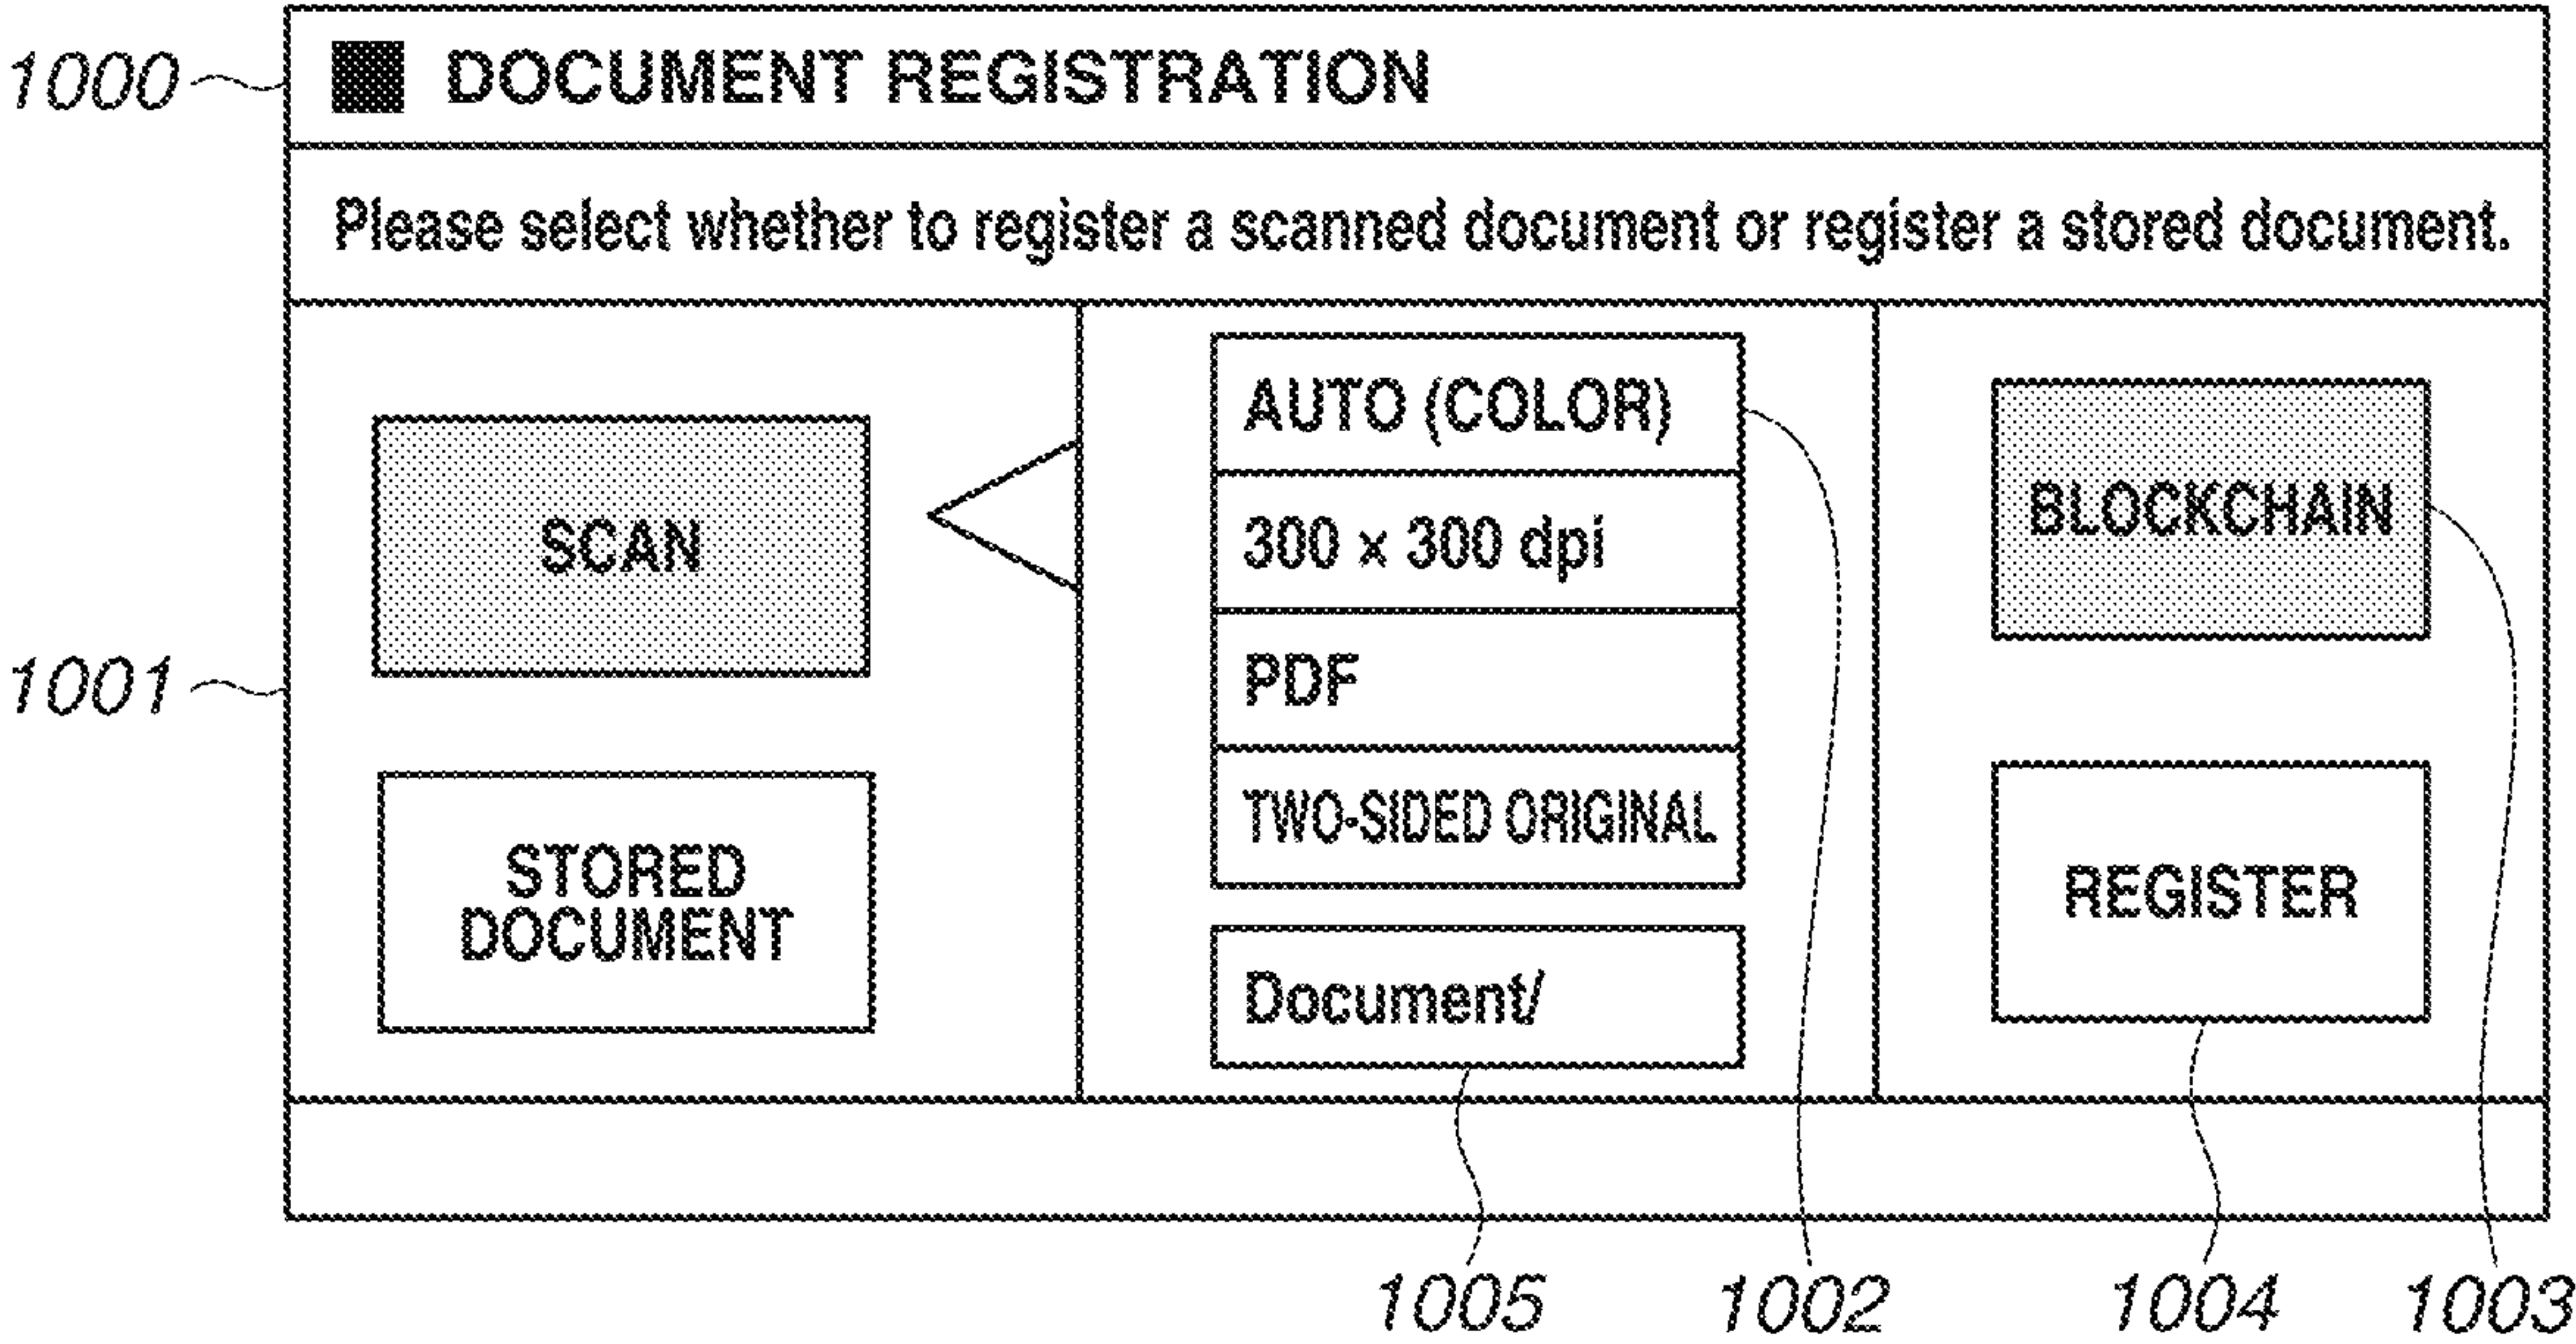 1000
DOCUMENT REGISTRATION
Please select whether to register a scanned document or register a stored document.
1001
SCAN
STORED
DOCUMENT
AUTO (COLOR)
300 × 300 dpi
PDF
TWO-SIDED ORIGINAL
Document/
BLOCKCHAIN
REGISTER
1005
1002
1004
1003